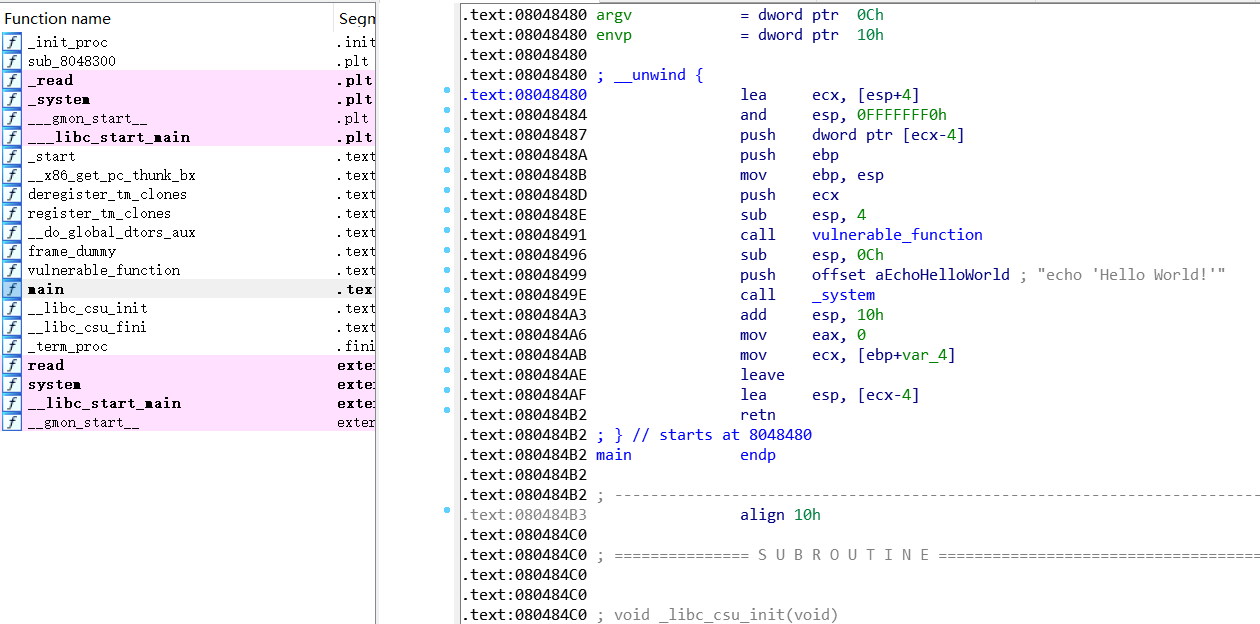 Function name Segm
_init_proc .init
sub_8048300 .plt
_read .plt
_system .plt
___gmon_start__ .plt
___libc_start_main .plt
_start .text
__x86_get_pc_thunk_bx .text
deregister_tm_clones .text
register_tm_clones .text
__do_global_dtors_aux .text
frame_dummy .text
vulnerable_function .text
main .tex
__libc_csu_init .text
__libc_csu_fini .text
_term_proc .fini
read exte
system exte
__libc_start_main exte
__gmon_start__ exter
.text:08048480 argv = dword ptr 0Ch
.text:08048480 envp = dword ptr 10h
.text:08048480
.text:08048480 ; __unwind {
.text:08048480 lea ecx, [esp+4]
.text:08048484 and esp, 0FFFFFFF0h
.text:08048487 push dword ptr [ecx-4]
.text:0804848A push ebp
.text:0804848B mov ebp, esp
.text:0804848D push ecx
.text:0804848E sub esp, 4
.text:08048491 call vulnerable_function
.text:08048496 sub esp, 0Ch
.text:08048499 push offset aEchoHelloWorld ; "echo 'Hello World!'"
.text:0804849E call _system
.text:080484A3 add esp, 10h
.text:080484A6 mov eax, 0
.text:080484AB mov ecx, [ebp+var_4]
.text:080484AE leave
.text:080484AF lea esp, [ecx-4]
.text:080484B2 retn
.text:080484B2 ; } // starts at 8048480
.text:080484B2 main endp
.text:080484B2
.text:080484B2 ; ---------------------------------------------------------------------------
.text:080484B3 align 10h
.text:080484C0
.text:080484C0 ; =============== S U B R O U T I N E =====================================
.text:080484C0
.text:080484C0
.text:080484C0 ; void _libc_csu_init(void)